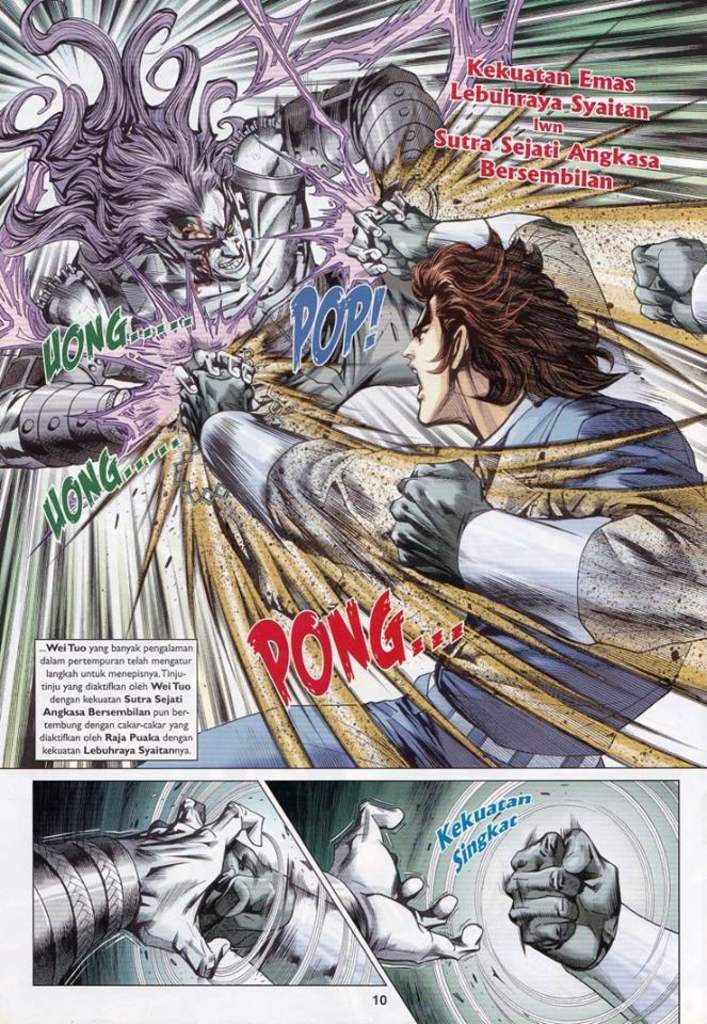 Kekuatan Emas
Lebuhraya Syaitan
lwn
Sutra Sejati Angkasa
Bersembilan
UONG......
POP!
UONG......
PONG...
...Wei Tuo yang banyak pengalaman
dalam pertempuran telah mengatur
langkah untuk menepisnya. Tinju-
tinju yang diaktifkan oleh Wei Tuo
dengan kekuatan Sutra Sejati
Angkasa Bersembilan pun ber-
tembung dengan cakar-cakar yang
diaktifkan oleh Raja Puaka dengan
kekuatan Lebuhraya Syaitannya.
Kekuatan
Singkat
10